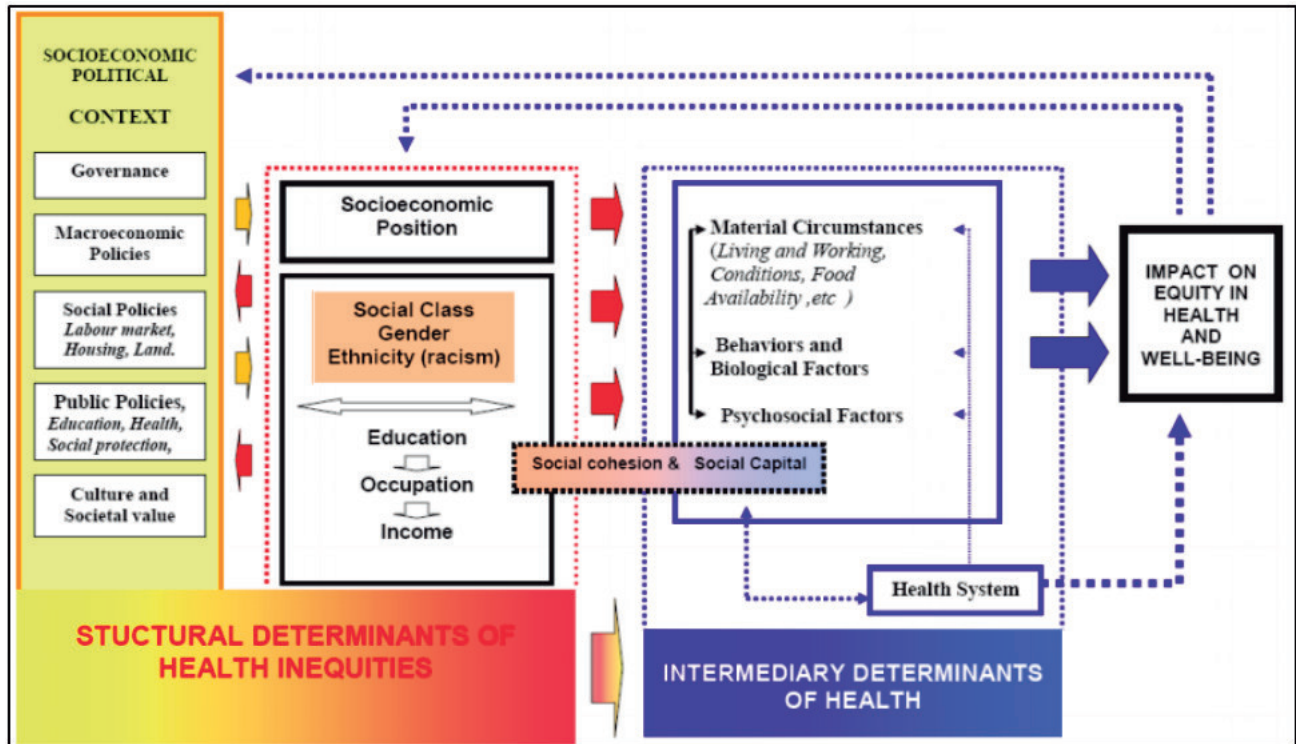 SOCIOECONOMIC
POLITICAL
CONTEXT
Governance
Macroeconomic
Policies
Social Policies
Labour market,
Housing, Land.
Public Policies,
Education, Health,
Social protection,
Culture and
Societal value
Socioeconomic
Position
Social Class
Gender
Ethnicity (racism)
Education
Occupation
Income
Social cohesion & Social Capital
Material Circumstances
(Living and Working,
Conditions, Food
Availability ,etc )
Behaviors and
Biological Factors
Psychosocial Factors
Health System
IMPACT ON
EQUITY IN
HEALTH
AND
WELL-BEING
STUCTURAL DETERMINANTS OF
HEALTH INEQUITIES
INTERMEDIARY DETERMINANTS
OF HEALTH